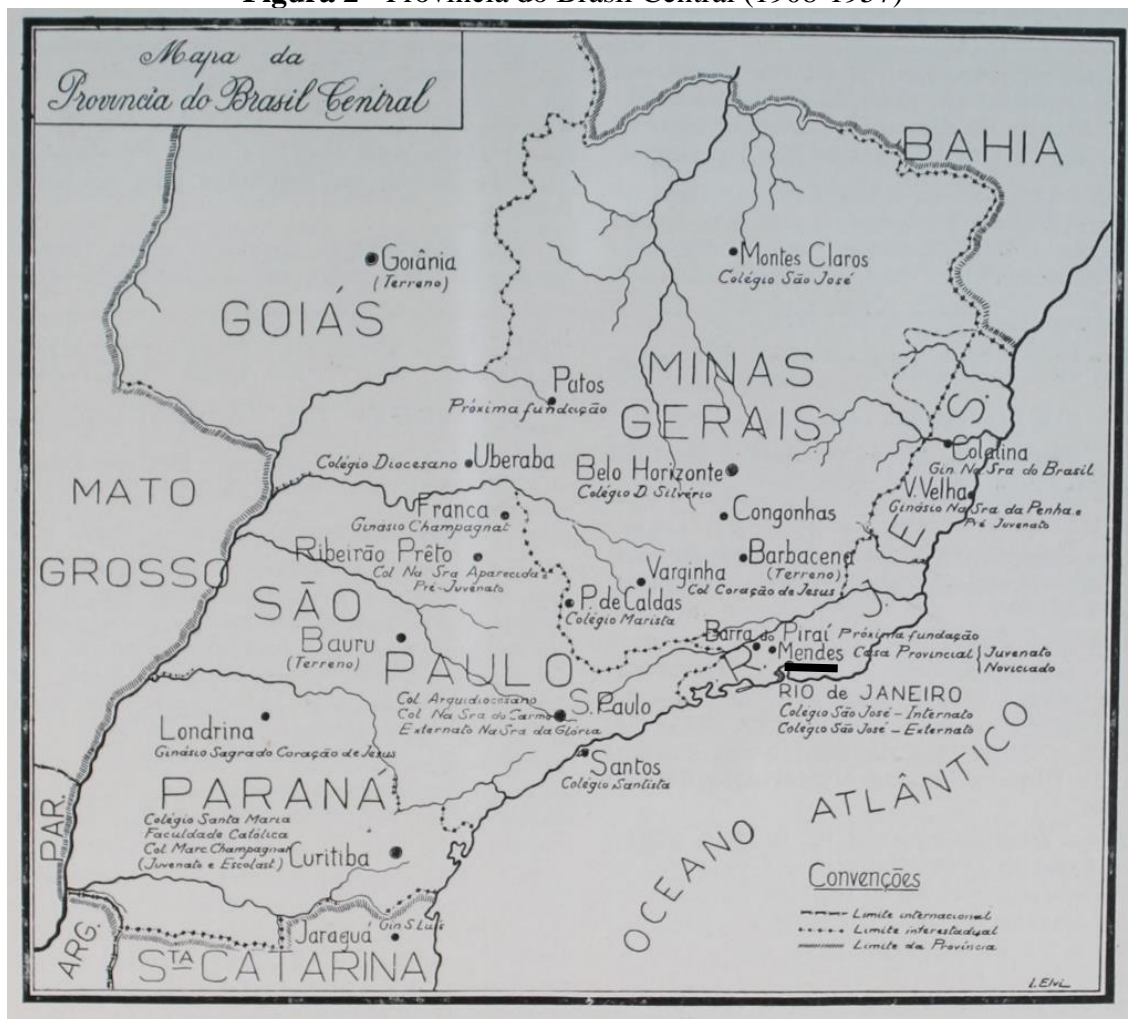 Figura 2 - Província do Brasil Central (1908-1957)
Mapa da
Província do Brasil Central
BAHIA
Goiânia
(Terreno)
GOIÁS
Montes Claros
Colégio São José
MINAS
GERAIS
Patos
Próxima fundação
E. S.
Colatina
Gin. Na Sra do Brasil
Colégio Diocesano Uberaba
Belo Horizonte
Colégio D. Silvério
V. Velha
Ginásio Na Sra da Penha e
Pré Juvenato
MATO
GROSSO
Franca
Ginásio Champagnat
Congonhas
Ribeirão Prêto
Col Na Sra Aparecida e
Pré-Juvenato
Barbacena
(Terreno)
Varginha
Col Coração de Jesus
P. de Caldas
Colégio Marista
SÃO
PAULO
Bauru
(Terreno)
R. J.
Barra do Piraí Próxima fundação
Mendes Casa Provincial Juvenato
Noviciado
RIO de JANEIRO
Colégio São José - Internato
Colégio São José - Externato
Col. Arquidiocesano
Col Na Sra do Carmo S. Paulo
Externato Na Sra da Glória
Londrina
Ginásio Sagrado Coração de Jesus
Santos
Colégio Santista
PARANÁ
Colégio Santa Maria
Faculdade Católica
Col Marc Champagnat
(Juvenato e Escolast.) Curitiba
PAR.
ARG.
Jaraguá Gin S. Luis
STA CATARINA
OCEANO ATLÂNTICO
Convenções
Limite internacional
Limite interestadual
Limite da Província